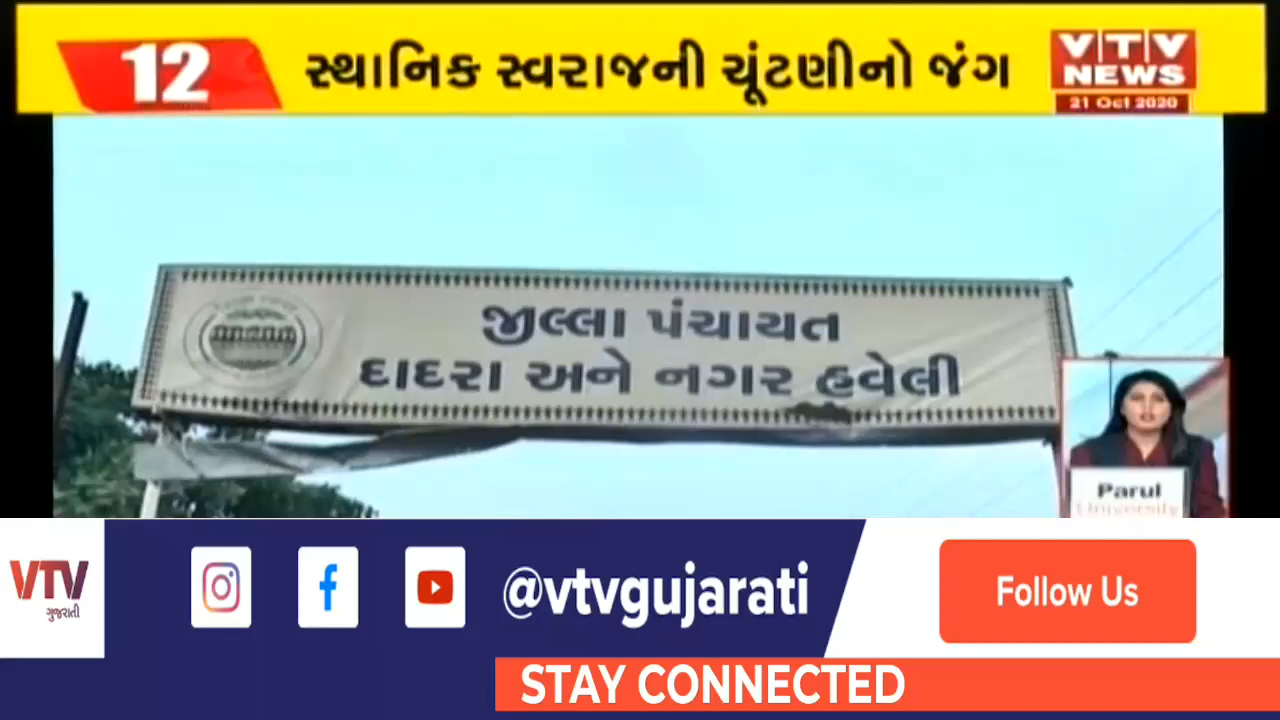 12
સ્થાનિક સ્વરાજની ચૂંટણીનો જંગ
VTV
NEWS
21 Oct 2020
જીલ્લા પંચાયત
દાદરા અને નગર હવેલી
Parul
University
VTV
ગુજરાતી
@vtvgujarati
Follow Us
STAY CONNECTED